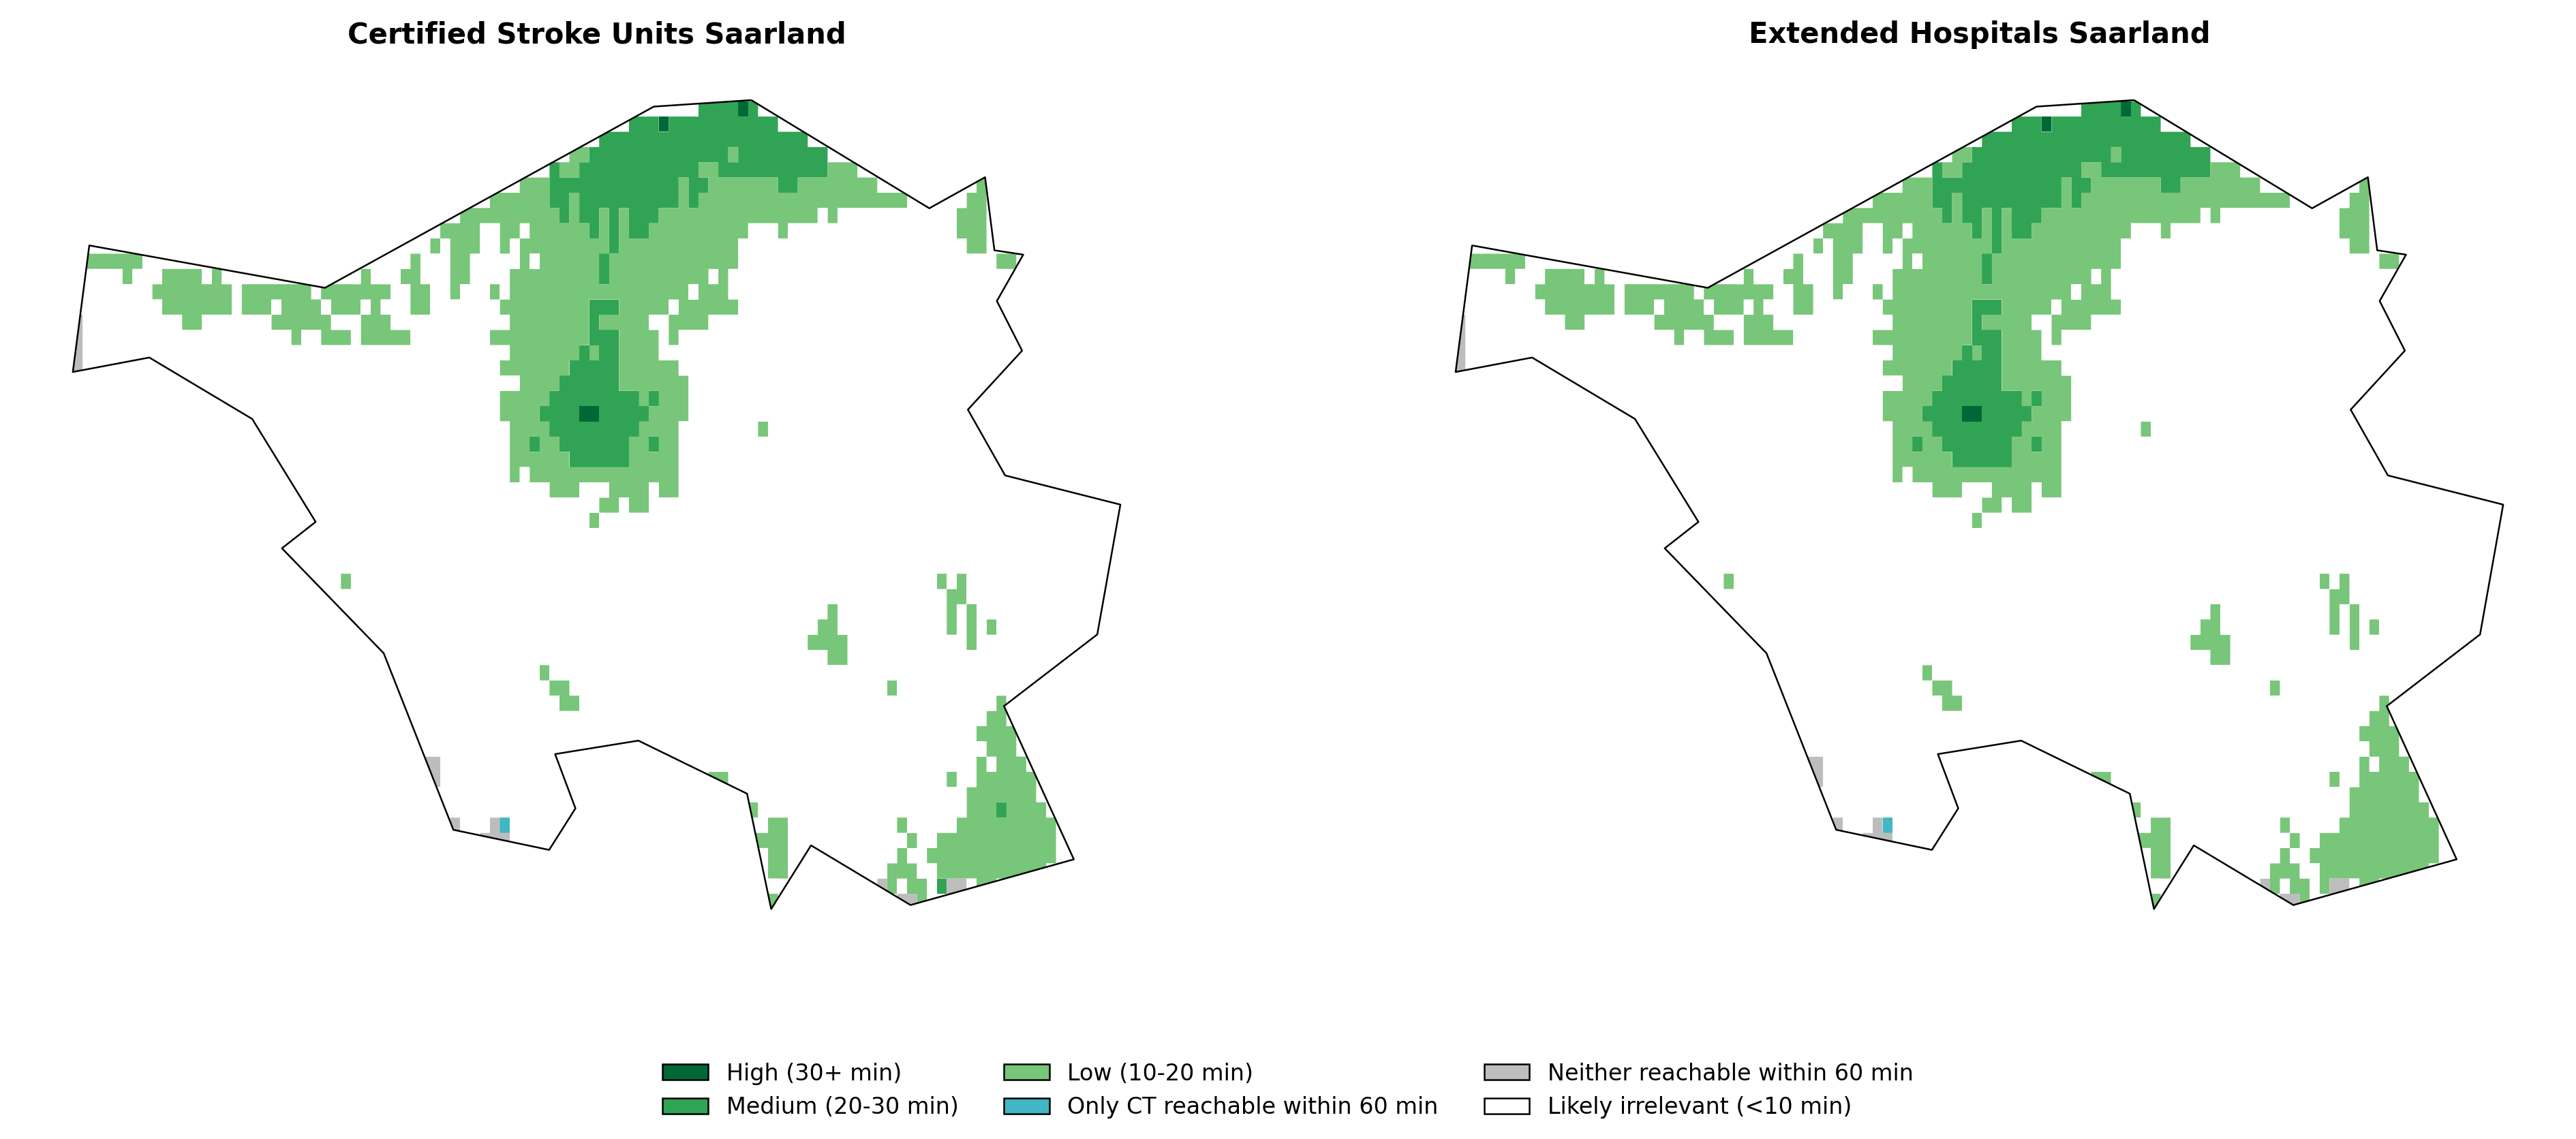 Certified Stroke Units Saarland
Extended Hospitals Saarland
High (30+ min)
Medium (20-30 min)
Low (10-20 min)
Only CT reachable within 60 min
Neither reachable within 60 min
Likely irrelevant (<10 min)